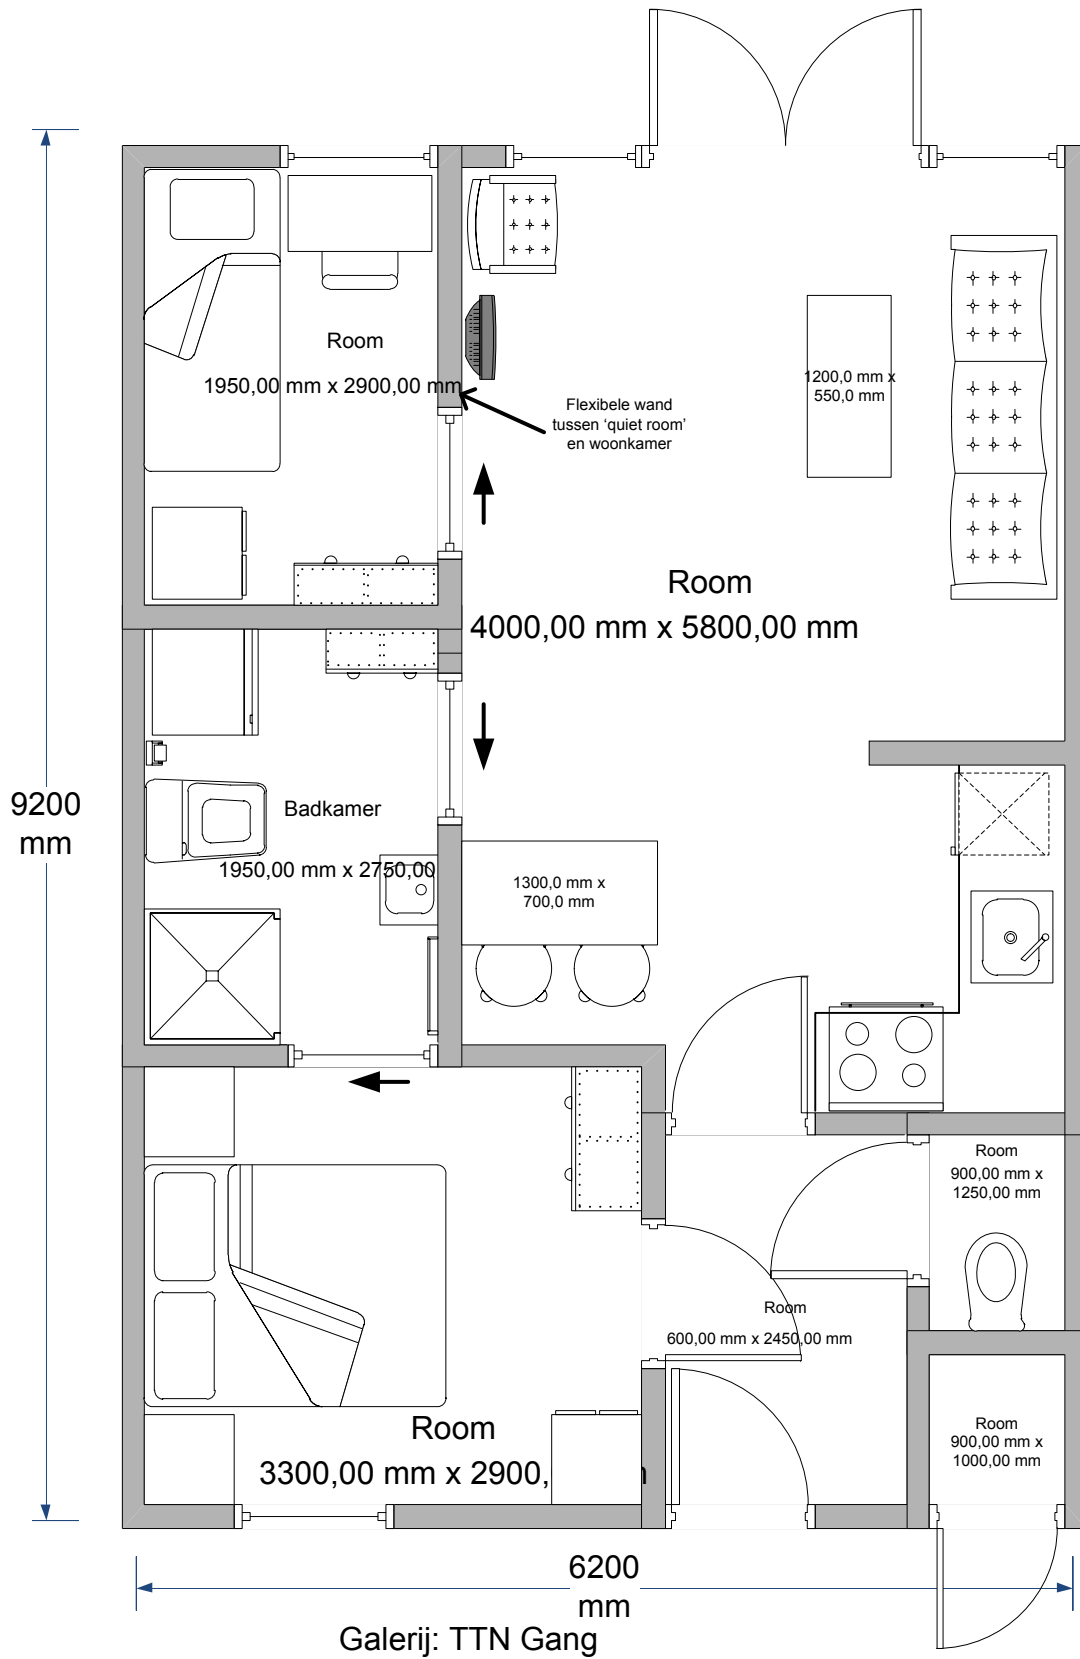 Room
1950,00 mm x 2900,00 mm
Flexibele wand
tussen ‘quiet room’
en woonkamer
1200,0 mm x
550,0 mm
Room
4000,00 mm x 5800,00 mm
9200
mm
Badkamer
1950,00 mm x 2750,00
1300,0 mm x
700,0 mm
Room
900,00 mm x
1250,00 mm
Room
600,00 mm x 2450,00 mm
Room
3300,00 mm x 2900,
Room
900,00 mm x
1000,00 mm
6200
mm
Galerij: TTN Gang